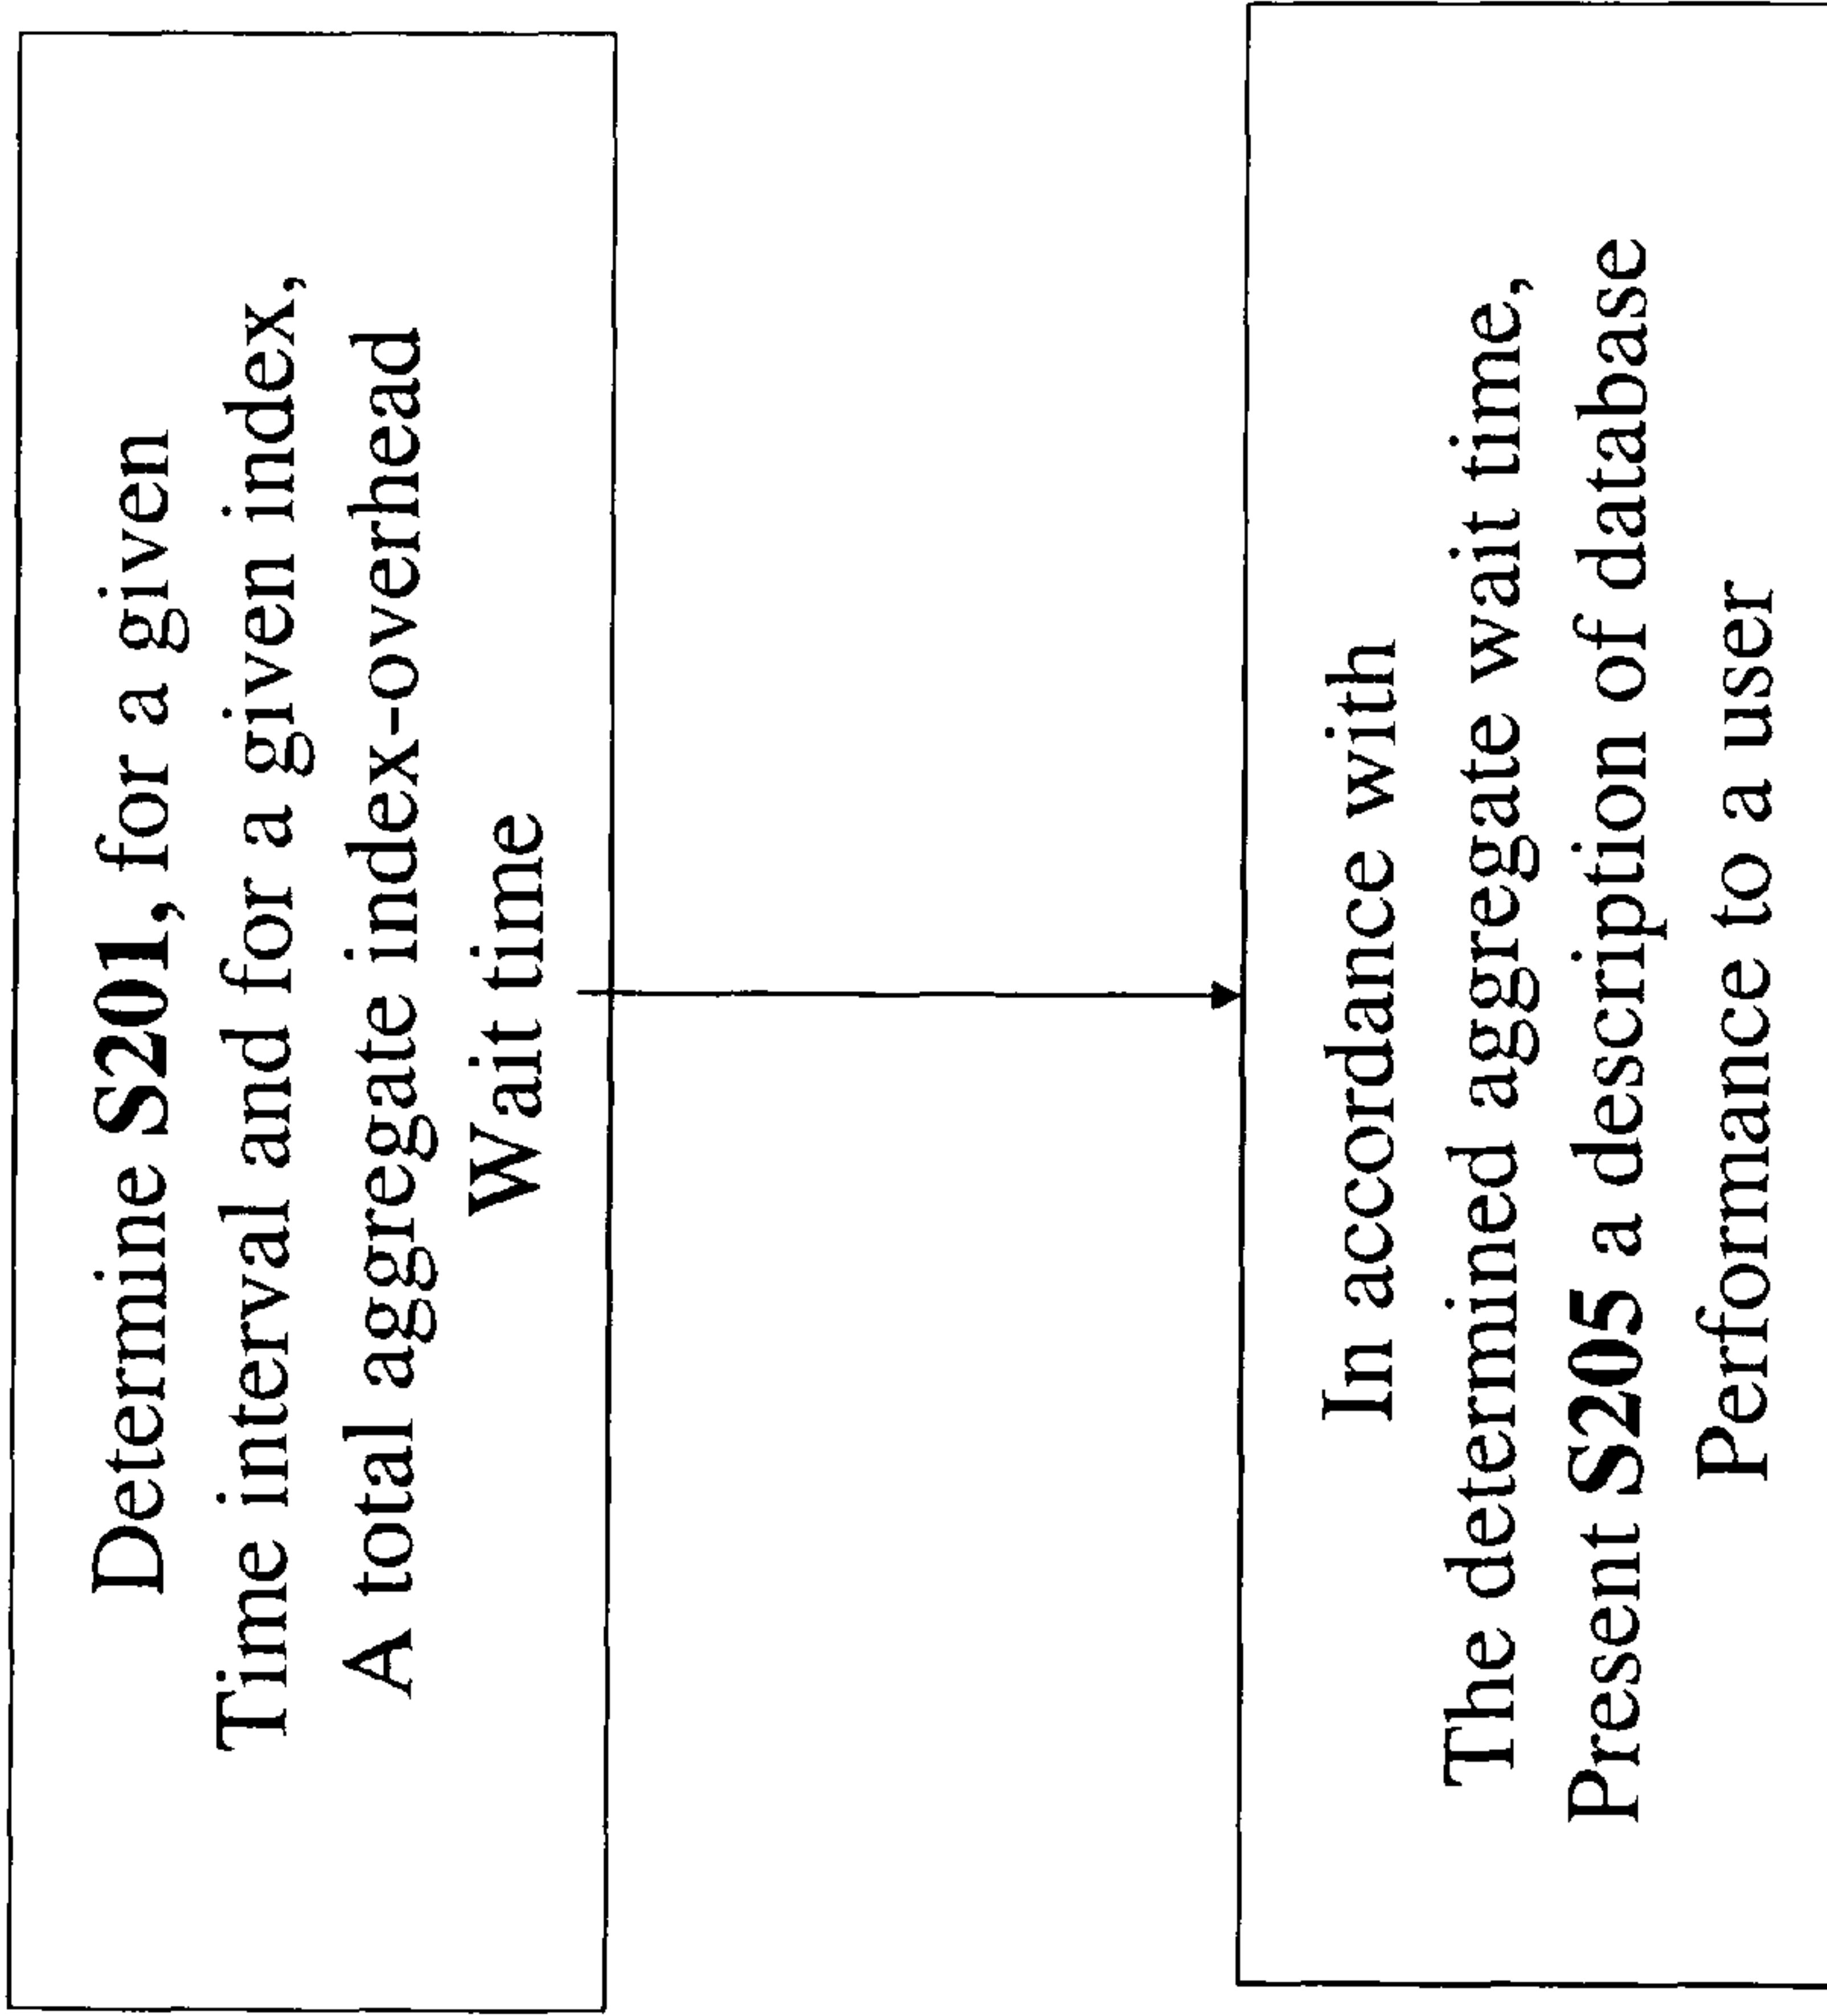 Determine S201, for a given
Time interval and for a given index,
A total aggregate index-overhead
Wait time
In accordance with
The determined aggregate wait time,
Present S205 a description of database
Performance to a user